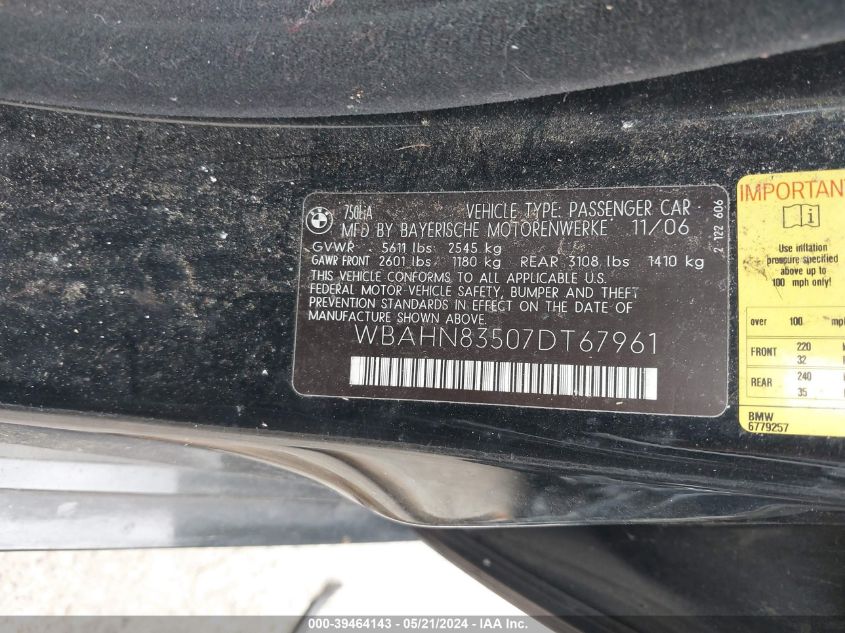 BMW
750LiA VEHICLE TYPE: PASSENGER CAR
MFD BY BAYERISCHE MOTORENWERKE 11/06
GVWR 5611 lbs 2545 kg
GAWR FRONT 2601 lbs 1180 kg REAR 3108 lbs 1410 kg
THIS VEHICLE CONFORMS TO ALL APPLICABLE U.S.
FEDERAL MOTOR VEHICLE SAFETY, BUMPER AND THEFT
PREVENTION STANDARDS IN EFFECT ON THE DATE OF
MANUFACTURE SHOWN ABOVE.
WBAHN83507DT67961
2 122 606
IMPORTANT
Use inflation
pressure specified
above up to
100 mph only!
over 100 mph
FRONT 220
32
REAR 240
35
BMW
6779257
000-39464143 - 05/21/2024 - IAA Inc.